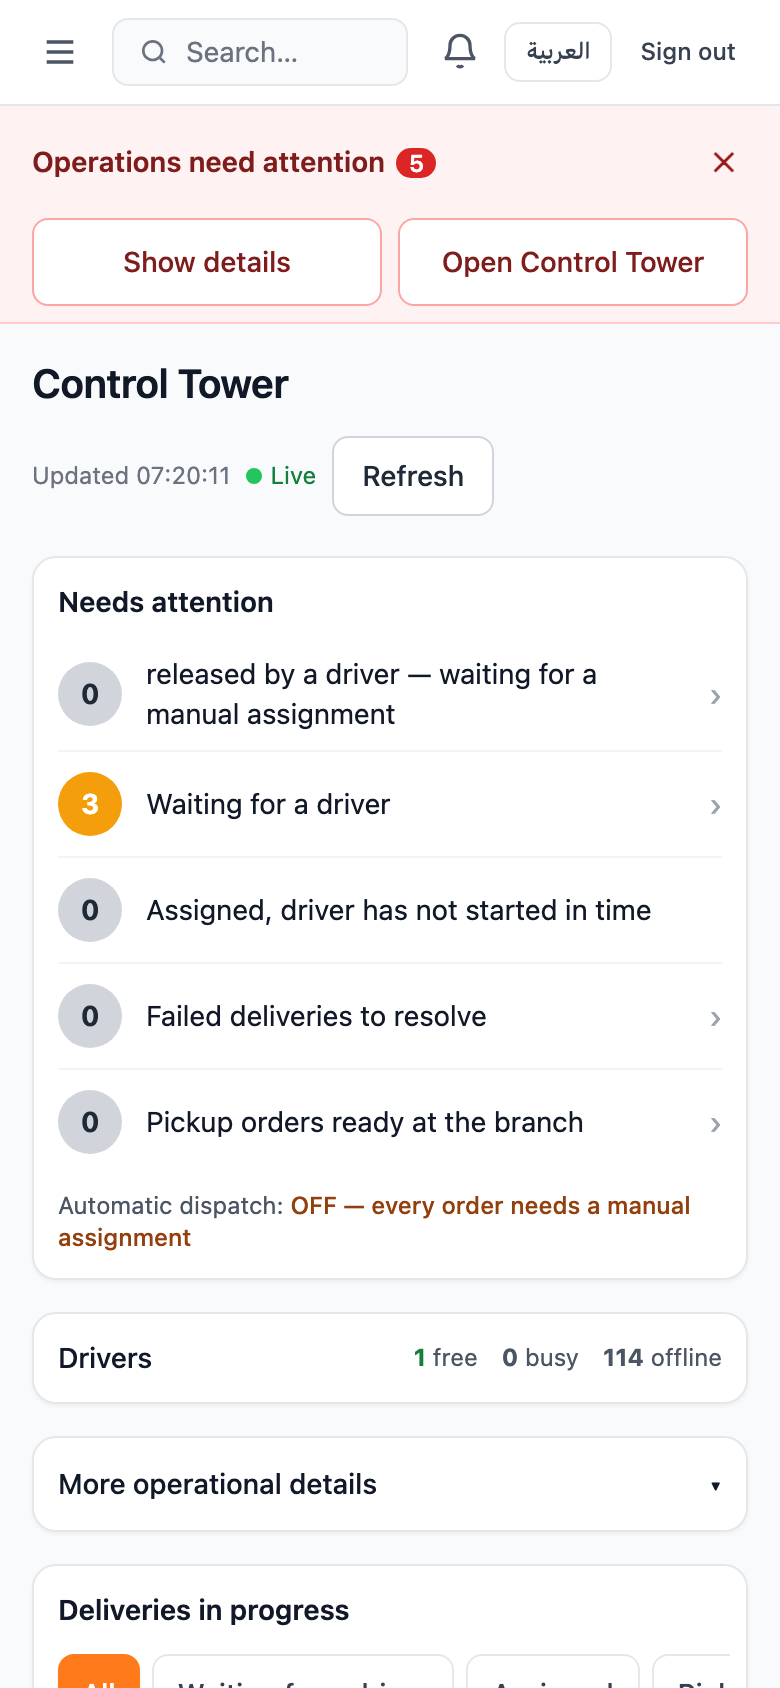 Search...
العربية
Sign out
Operations need attention 5
Show details
Open Control Tower
Control Tower
Updated 07:20:11 Live
Refresh
Needs attention
0 released by a driver — waiting for a
manual assignment
3 Waiting for a driver
0 Assigned, driver has not started in time
0 Failed deliveries to resolve
0 Pickup orders ready at the branch
Automatic dispatch: OFF — every order needs a manual
assignment
Drivers 1 free 0 busy 114 offline
More operational details
Deliveries in progress